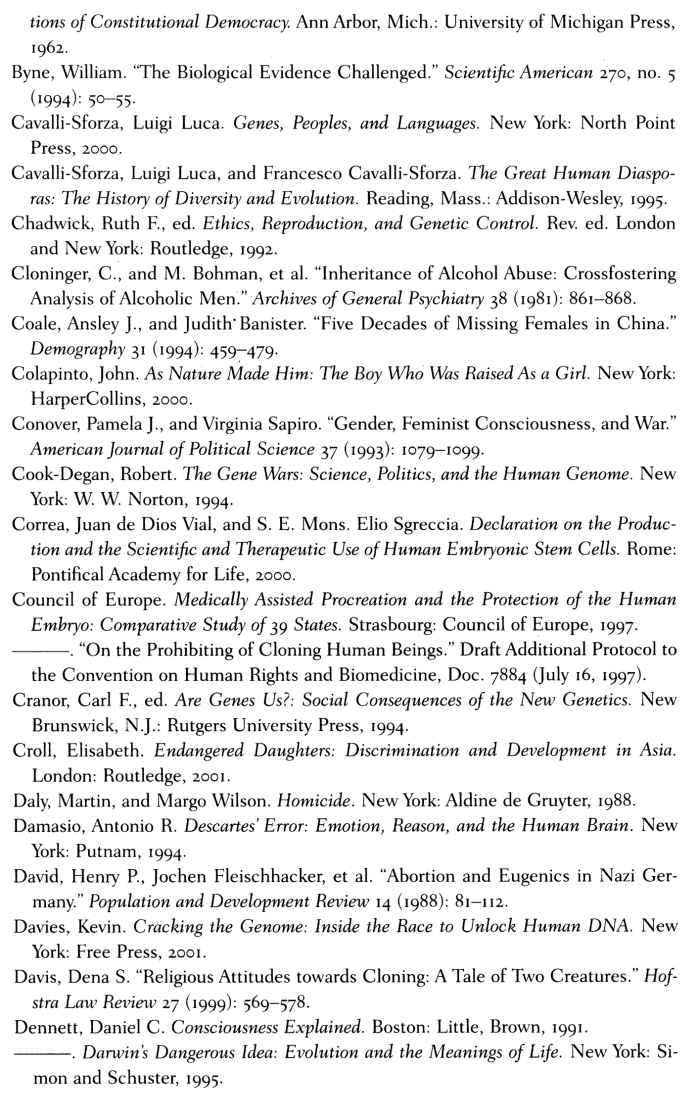 tions of Constitutional Democracy. Ann Arbor, Mich.: University of Michigan Press,
1962.
Byne, William. “The Biological Evidence Challenged.” Scientific American 270, no. 5
(1994): 50–55.
Cavalli-Sforza, Luigi Luca. Genes, Peoples, and Languages. New York: North Point
Press, 2000.
Cavalli-Sforza, Luigi Luca, and Francesco Cavalli-Sforza. The Great Human Diaspo-
ras: The History of Diversity and Evolution. Reading, Mass.: Addison-Wesley, 1995.
Chadwick, Ruth F., ed. Ethics, Reproduction, and Genetic Control. Rev. ed. London
and New York: Routledge, 1992.
Cloninger, C., and M. Bohman, et al. “Inheritance of Alcohol Abuse: Crossfostering
Analysis of Alcoholic Men.” Archives of General Psychiatry 38 (1981): 861–868.
Coale, Ansley J., and Judith Banister. “Five Decades of Missing Females in China.”
Demography 31 (1994): 459–479.
Colapinto, John. As Nature Made Him: The Boy Who Was Raised As a Girl. New York:
HarperCollins, 2000.
Conover, Pamela J., and Virginia Sapiro. “Gender, Feminist Consciousness, and War.”
American Journal of Political Science 37 (1993): 1079–1099.
Cook-Degan, Robert. The Gene Wars: Science, Politics, and the Human Genome. New
York: W. W. Norton, 1994.
Correa, Juan de Dios Vial, and S. E. Mons. Elio Sgreccia. Declaration on the Produc-
tion and the Scientific and Therapeutic Use of Human Embryonic Stem Cells. Rome:
Pontifical Academy for Life, 2000.
Council of Europe. Medically Assisted Procreation and the Protection of the Human
Embryo: Comparative Study of 39 States. Strasbourg: Council of Europe, 1997.
———. “On the Prohibiting of Cloning Human Beings.” Draft Additional Protocol to
the Convention on Human Rights and Biomedicine, Doc. 7884 (July 16, 1997).
Cranor, Carl F., ed. Are Genes Us?: Social Consequences of the New Genetics. New
Brunswick, N.J.: Rutgers University Press, 1994.
Croll, Elisabeth. Endangered Daughters: Discrimination and Development in Asia.
London: Routledge, 2001.
Daly, Martin, and Margo Wilson. Homicide. New York: Aldine de Gruyter, 1988.
Damasio, Antonio R. Descartes’ Error: Emotion, Reason, and the Human Brain. New
York: Putnam, 1994.
David, Henry P., Jochen Fleischhacker, et al. “Abortion and Eugenics in Nazi Ger-
many.” Population and Development Review 14 (1988): 81–112.
Davies, Kevin. Cracking the Genome: Inside the Race to Unlock Human DNA. New
York: Free Press, 2001.
Davis, Dena S. “Religious Attitudes towards Cloning: A Tale of Two Creatures.” Hof-
stra Law Review 27 (1999): 569–578.
Dennett, Daniel C. Consciousness Explained. Boston: Little, Brown, 1991.
———. Darwin’s Dangerous Idea: Evolution and the Meanings of Life. New York: Si-
mon and Schuster, 1995.